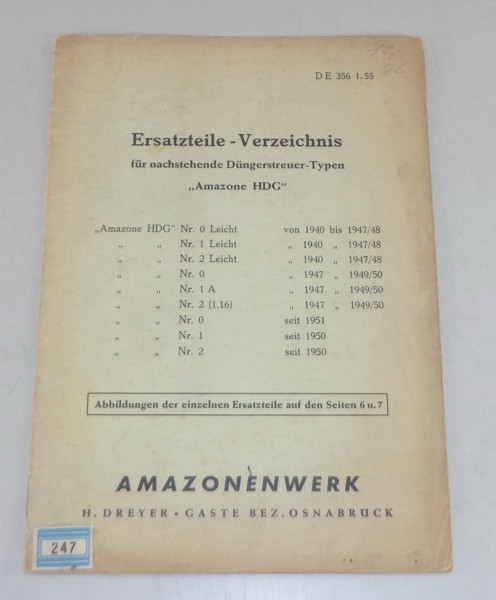 DE 356 1.55
Ersatzteile-Verzeichnis
für nachstehende Düngerstreuer-Typen
„Amazone HDG"
„Amazone HDG" Nr. 0 Leicht von 1940 bis 1947/48
„ „ Nr. 1 Leicht „ 1940 „ 1947/48
„ „ Nr. 2 Leicht „ 1940 „ 1947/48
„ „ Nr. 0 „ 1947 „ 1949/50
„ „ Nr. 1 A „ 1947 „ 1949/50
„ „ Nr. 2 (1,16) „ 1947 „ 1949/50
„ „ Nr. 0 seit 1951
„ „ Nr. 1 seit 1950
„ „ Nr. 2 seit 1950
Abbildungen der einzelnen Ersatzteile auf den Seiten 6 u. 7
AMAZONENWERK
H. DREYER • GASTE BEZ. OSNABRÜCK
247